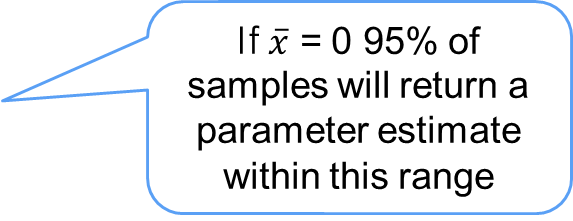 If x̄ = 0 95% of
samples will return a
parameter estimate
within this range